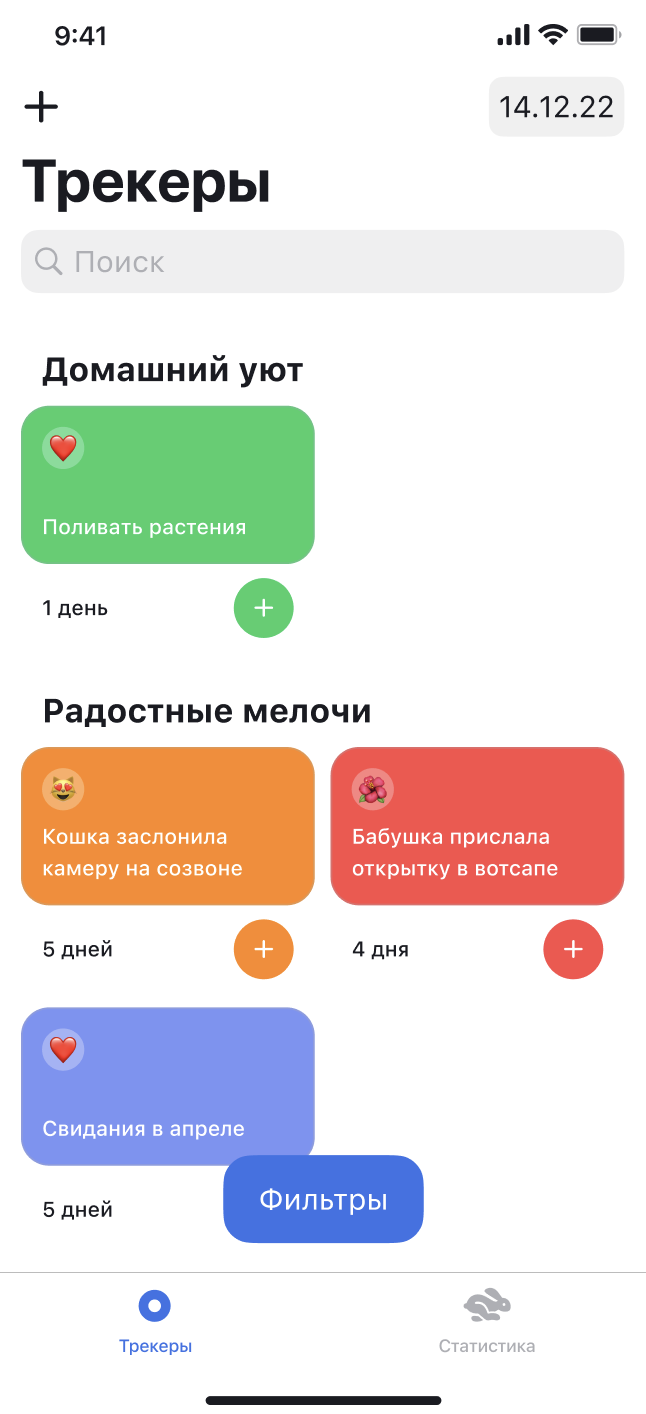 9:41
14.12.22
Трекеры
Поиск
Домашний уют
Поливать растения
1 день
Радостные мелочи
Кошка заслонила
камеру на созвоне
Бабушка прислала
открытку в вотсапе
5 дней
4 дня
Свидания в апреле
5 дней
Фильтры
Трекеры
Статистика